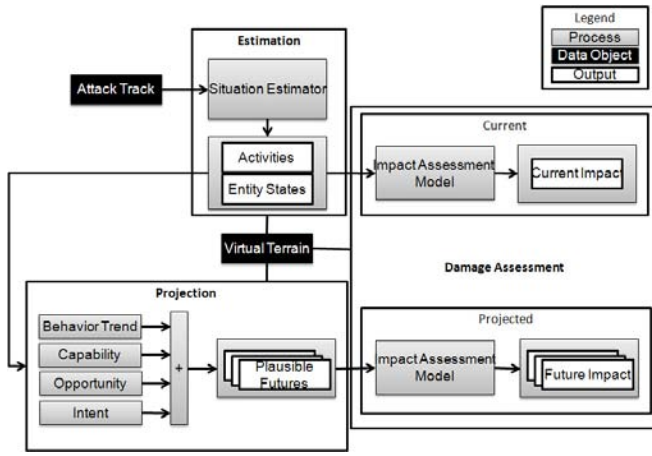 Legend
Process
Data Object
Output
Estimation
Attack Track
Situation Estimator
Activities
Entity States
Current
Impact Assessment
Model
Current Impact
Virtual Terrain
Damage Assessment
Projection
Behavior Trend
Capability
Opportunity
Intent
+
Plausible
Futures
Projected
Impact Assessment
Model
Future Impact